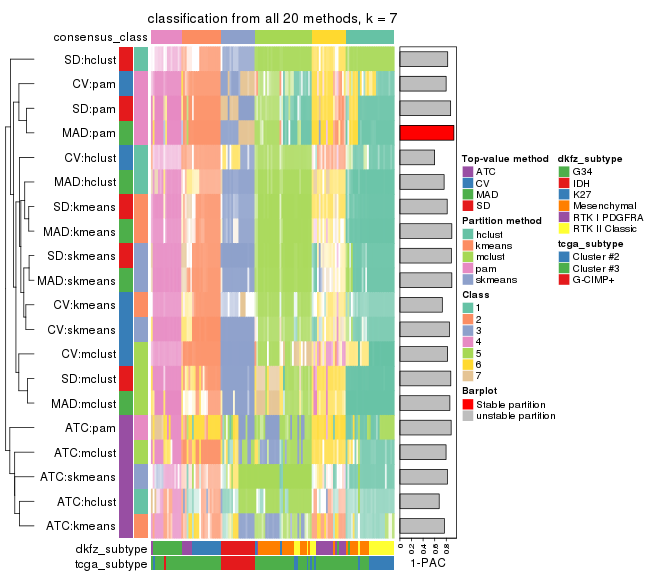 classification from all 20 methods, k = 7
consensus_class
SD:hclust
CV:pam
SD:pam
MAD:pam
CV:hclust
MAD:hclust
SD:kmeans
MAD:kmeans
SD:skmeans
MAD:skmeans
CV:kmeans
CV:skmeans
CV:mclust
SD:mclust
MAD:mclust
ATC:pam
ATC:mclust
ATC:skmeans
ATC:hclust
ATC:kmeans
dkfz_subtype
tcga_subtype
0 0.2 0.4 0.6 0.8
1-PAC
Top-value method
ATC
CV
MAD
SD
Partition method
hclust
kmeans
mclust
pam
skmeans
Class
1
2
3
4
5
6
7
Barplot
Stable partition
unstable partition
dkfz_subtype
G34
IDH
K27
Mesenchymal
RTK I PDGFRA
RTK II Classic
tcga_subtype
Cluster #2
Cluster #3
G-CIMP+